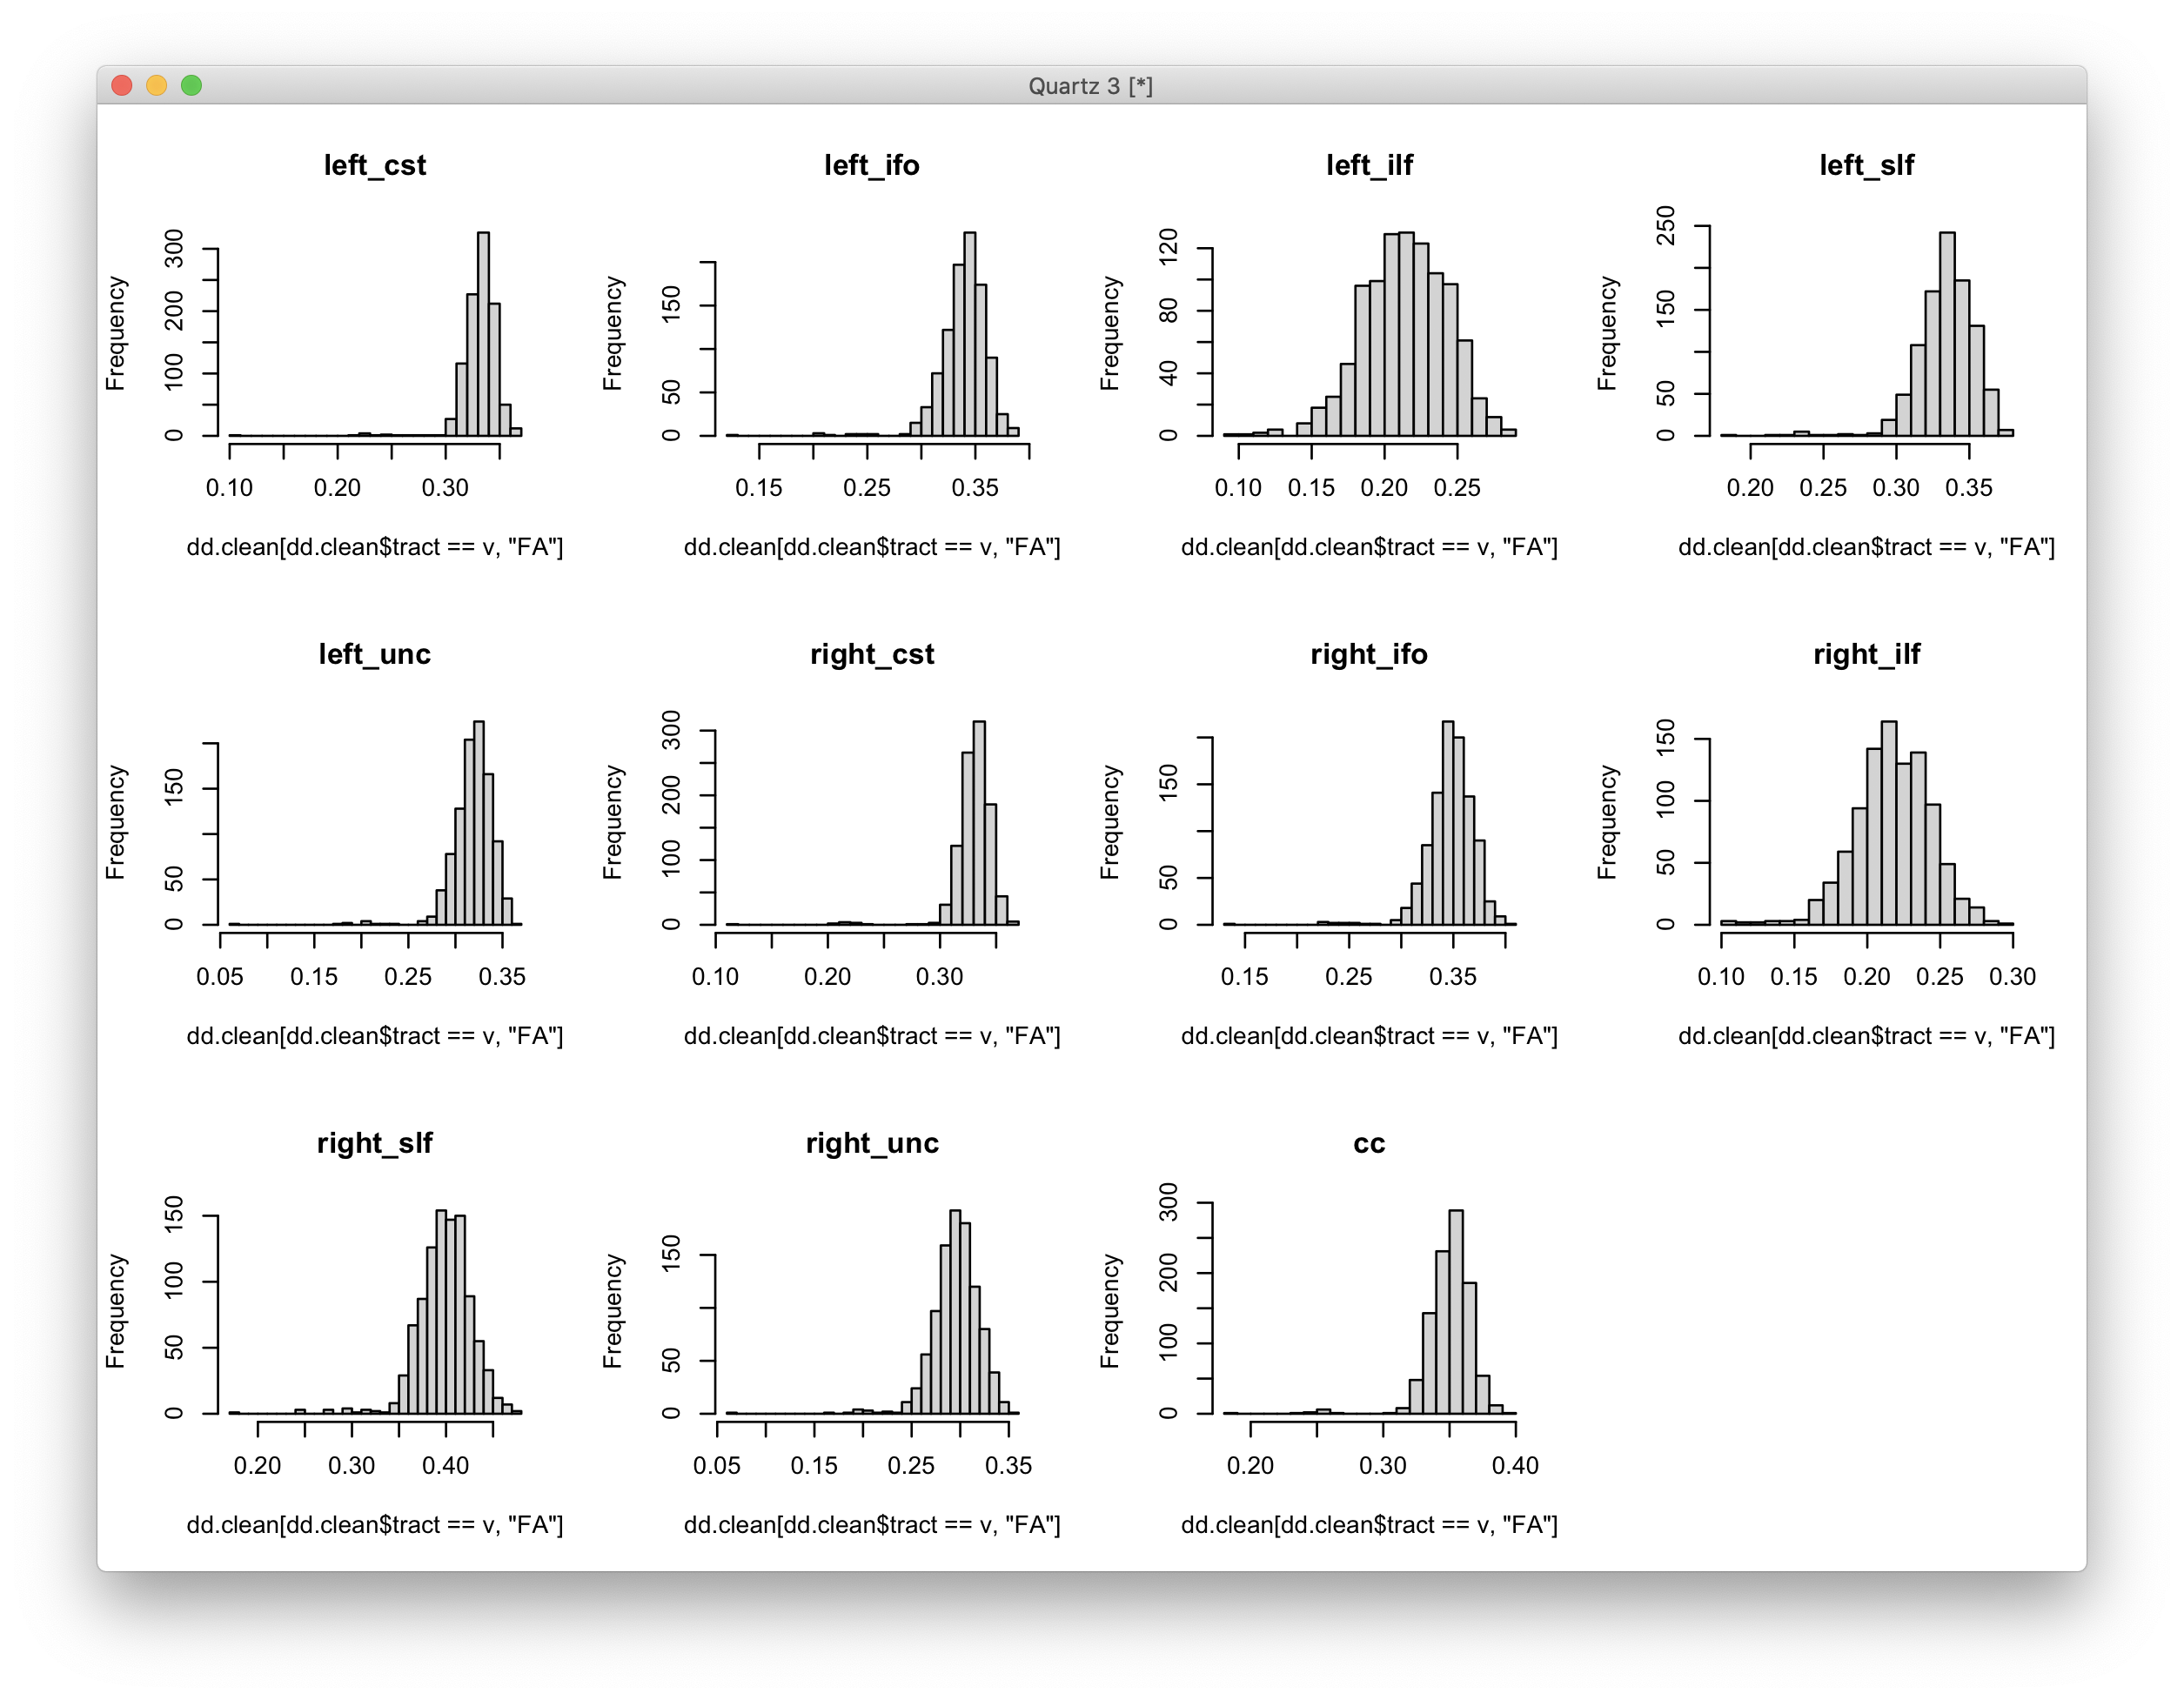 Quartz 3 [*]
left_cst
Frequency
0 100 200 300
0.10 0.20 0.30
dd.clean[dd.clean$tract == v, "FA"]
left_ifo
Frequency
0 50 150
0.15 0.25 0.35
dd.clean[dd.clean$tract == v, "FA"]
left_ilf
Frequency
0 40 80 120
0.10 0.15 0.20 0.25
dd.clean[dd.clean$tract == v, "FA"]
left_slf
Frequency
0 50 150 250
0.20 0.25 0.30 0.35
dd.clean[dd.clean$tract == v, "FA"]
left_unc
Frequency
0 50 150
0.05 0.15 0.25 0.35
dd.clean[dd.clean$tract == v, "FA"]
right_cst
Frequency
0 100 200 300
0.10 0.20 0.30
dd.clean[dd.clean$tract == v, "FA"]
right_ifo
Frequency
0 50 150
0.15 0.25 0.35
dd.clean[dd.clean$tract == v, "FA"]
right_ilf
Frequency
0 50 100 150
0.10 0.15 0.20 0.25 0.30
dd.clean[dd.clean$tract == v, "FA"]
right_slf
Frequency
0 50 100 150
0.20 0.30 0.40
dd.clean[dd.clean$tract == v, "FA"]
right_unc
Frequency
0 50 150
0.05 0.15 0.25 0.35
dd.clean[dd.clean$tract == v, "FA"]
cc
Frequency
0 100 200 300
0.20 0.30 0.40
dd.clean[dd.clean$tract == v, "FA"]